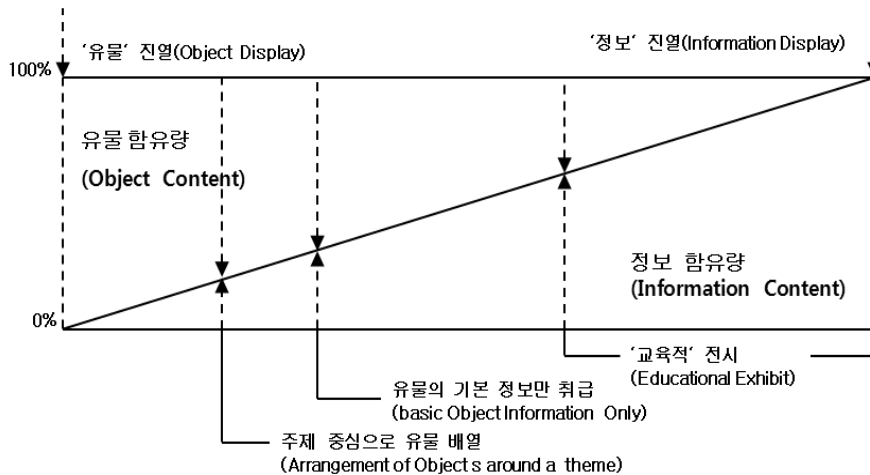 ‘유물‘ 진열(Object Display)
‘정보‘ 진열(Information Display)
100%
유물 함유량
(Object Content)
정보 함유량
(Information Content)
0%
‘교육적‘ 전시
(Educational Exhibit)
유물의 기본 정보만 취급
(basic Object Information Only)
주제 중심으로 유물 배열
(Arrangement of Object s around a theme)